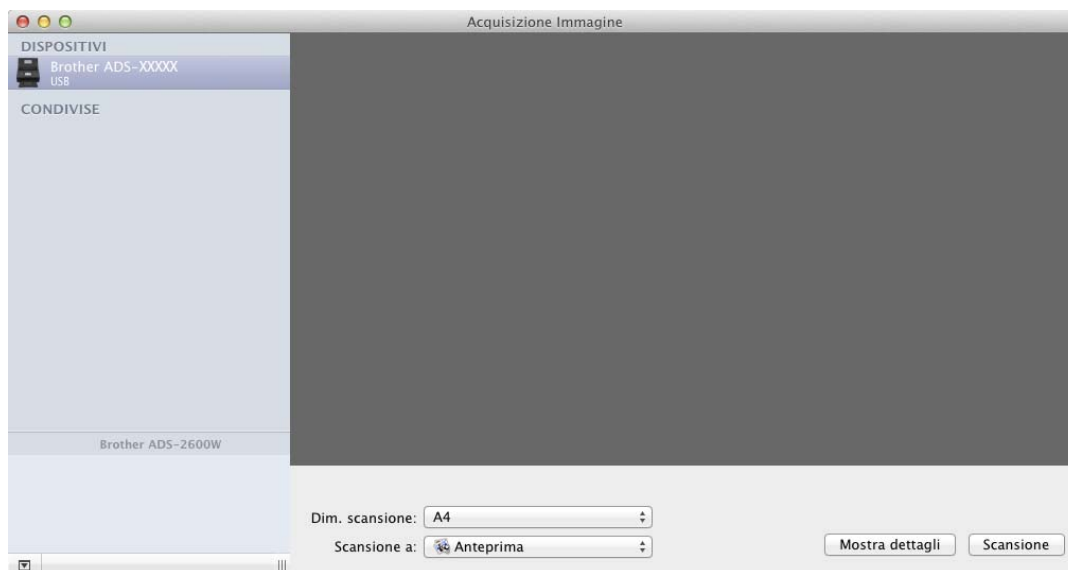 Acquisizione Immagine
DISPOSITIVI
Brother ADS-XXXXX
USB
CONDIVISE
Brother ADS-2600W
Dim. scansione: A4
Scansione a: Anteprima
Mostra dettagli Scansione